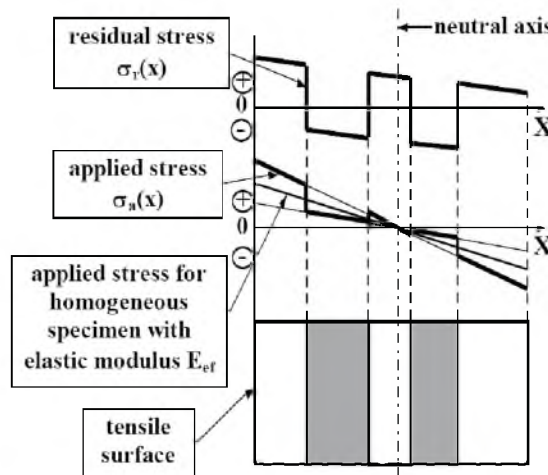 residual stress
σr(x)
neutral axis
+
0
-
X
applied stress
σa(x)
+
0
-
X
applied stress for
homogeneous
specimen with
elastic modulus Eef
tensile
surface